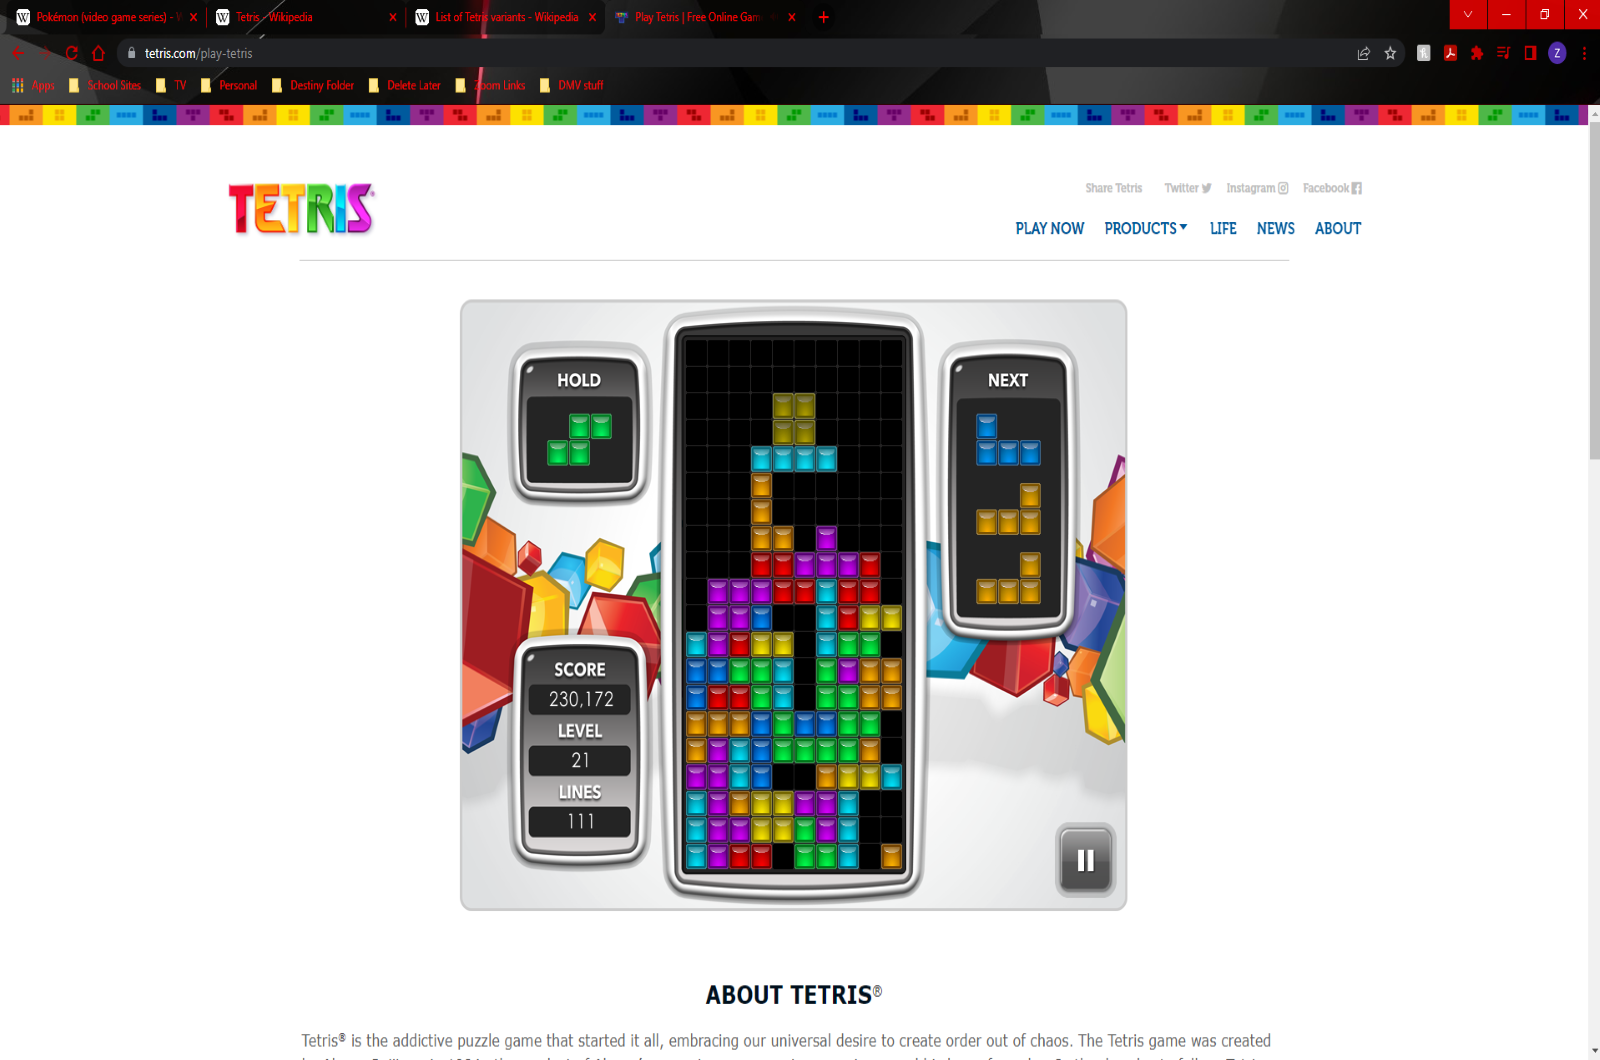 Pokémon (video game series) - W
Tetris - Wikipedia
List of Tetris variants - Wikipedia
Play Tetris | Free Online Game
tetris.com/play-tetris
Z
Apps
School Sites
TV
Personal
Destiny Folder
Delete Later
Zoom Links
DMV stuff
TETRIS®
Share Tetris
Twitter
Instagram
Facebook
PLAY NOW
PRODUCTS
LIFE
NEWS
ABOUT
HOLD
NEXT
SCORE
230,172
LEVEL
21
LINES
111
ABOUT TETRIS®
Tetris® is the addictive puzzle game that started it all, embracing our universal desire to create order out of chaos. The Tetris game was created